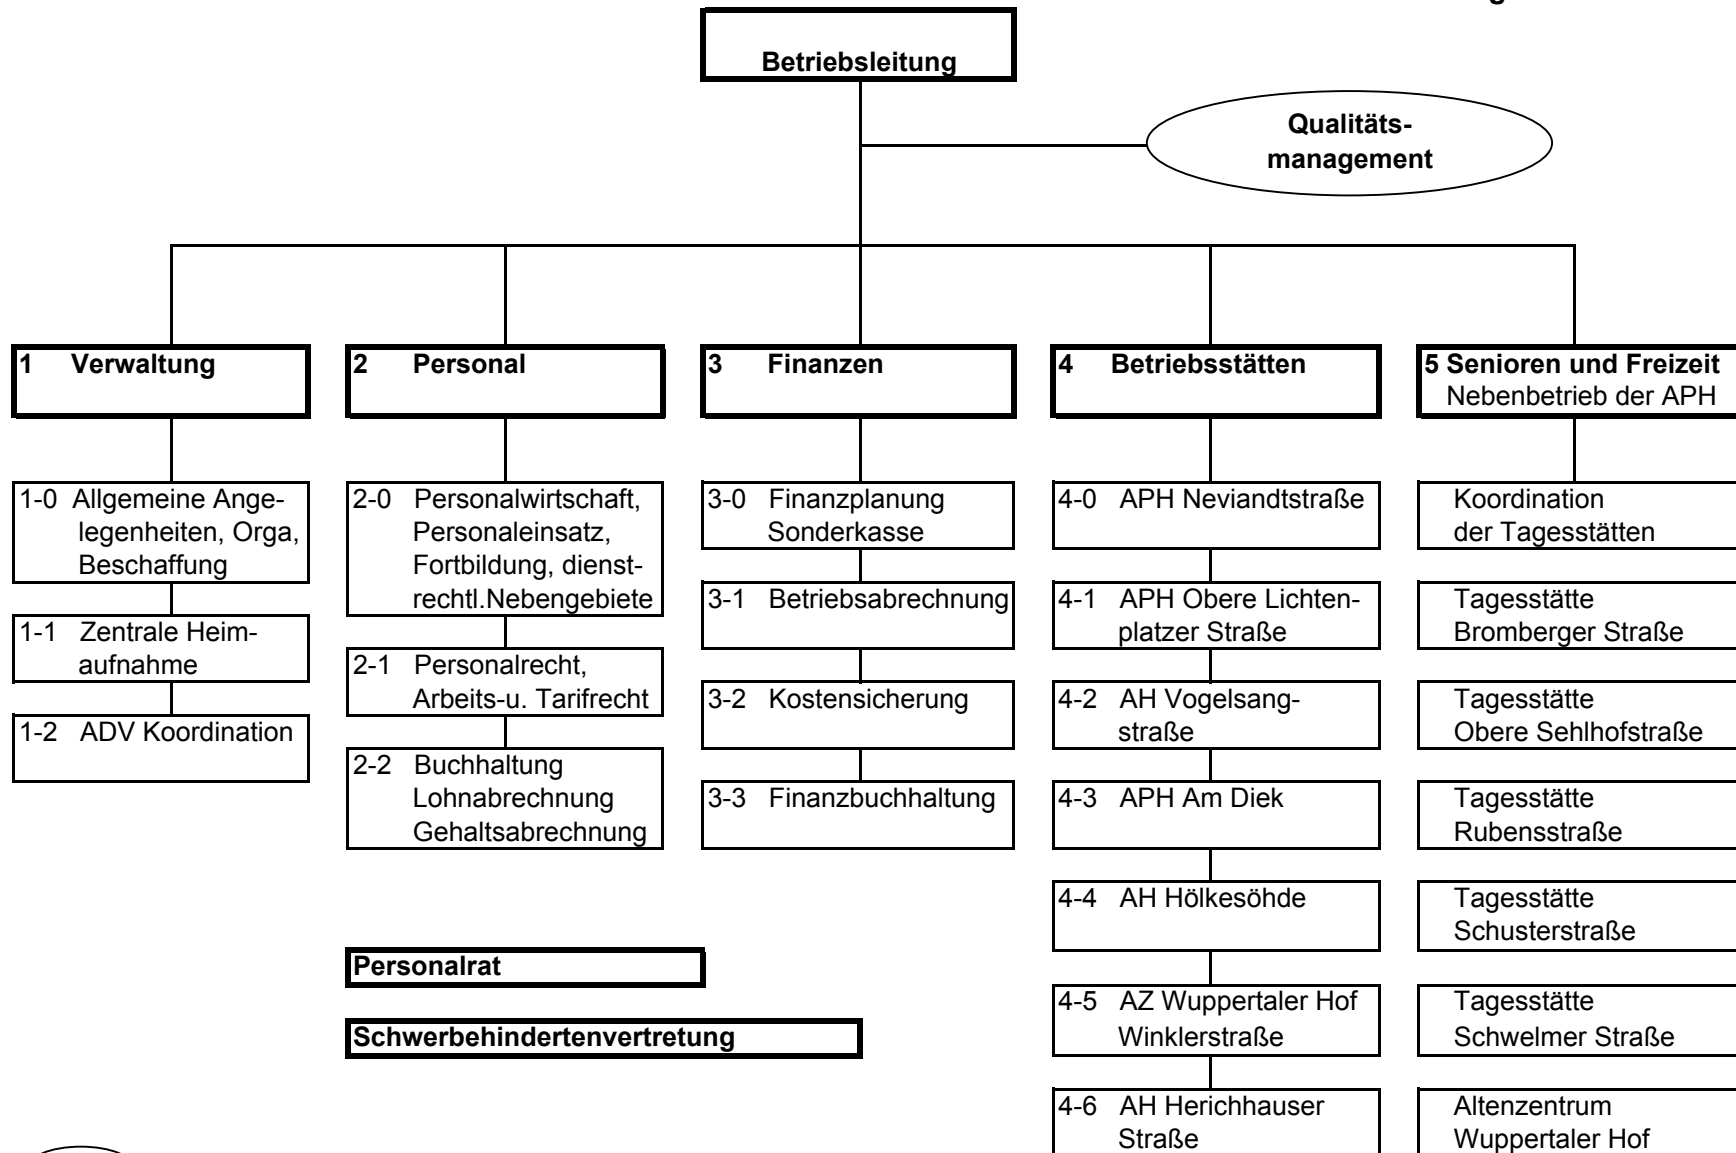 Betriebsleitung
Qualitäts-
management
1 Verwaltung
1-0 Allgemeine Ange-
legenheiten, Orga,
Beschaffung
1-1 Zentrale Heim-
aufnahme
1-2 ADV Koordination
2 Personal
2-0 Personalwirtschaft,
Personaleinsatz,
Fortbildung, dienst-
rechtl.Nebengebiete
2-1 Personalrecht,
Arbeits-u. Tarifrecht
2-2 Buchhaltung
Lohnabrechnung
Gehaltsabrechnung
3 Finanzen
3-0 Finanzplanung
Sonderkasse
3-1 Betriebsabrechnung
3-2 Kostensicherung
3-3 Finanzbuchhaltung
4 Betriebsstätten
4-0 APH Neviandtstraße
4-1 APH Obere Lichten-
platzer Straße
4-2 AH Vogelsang-
straße
4-3 APH Am Diek
4-4 AH Hölkesöhde
4-5 AZ Wuppertaler Hof
Winklerstraße
4-6 AH Herichhauser
Straße
5 Senioren und Freizeit
Nebenbetrieb der APH
Koordination
der Tagesstätten
Tagesstätte
Bromberger Straße
Tagesstätte
Obere Sehlhofstraße
Tagesstätte
Rubensstraße
Tagesstätte
Schusterstraße
Tagesstätte
Schwelmer Straße
Altenzentrum
Wuppertaler Hof
Personalrat
Schwerbehindertenvertretung